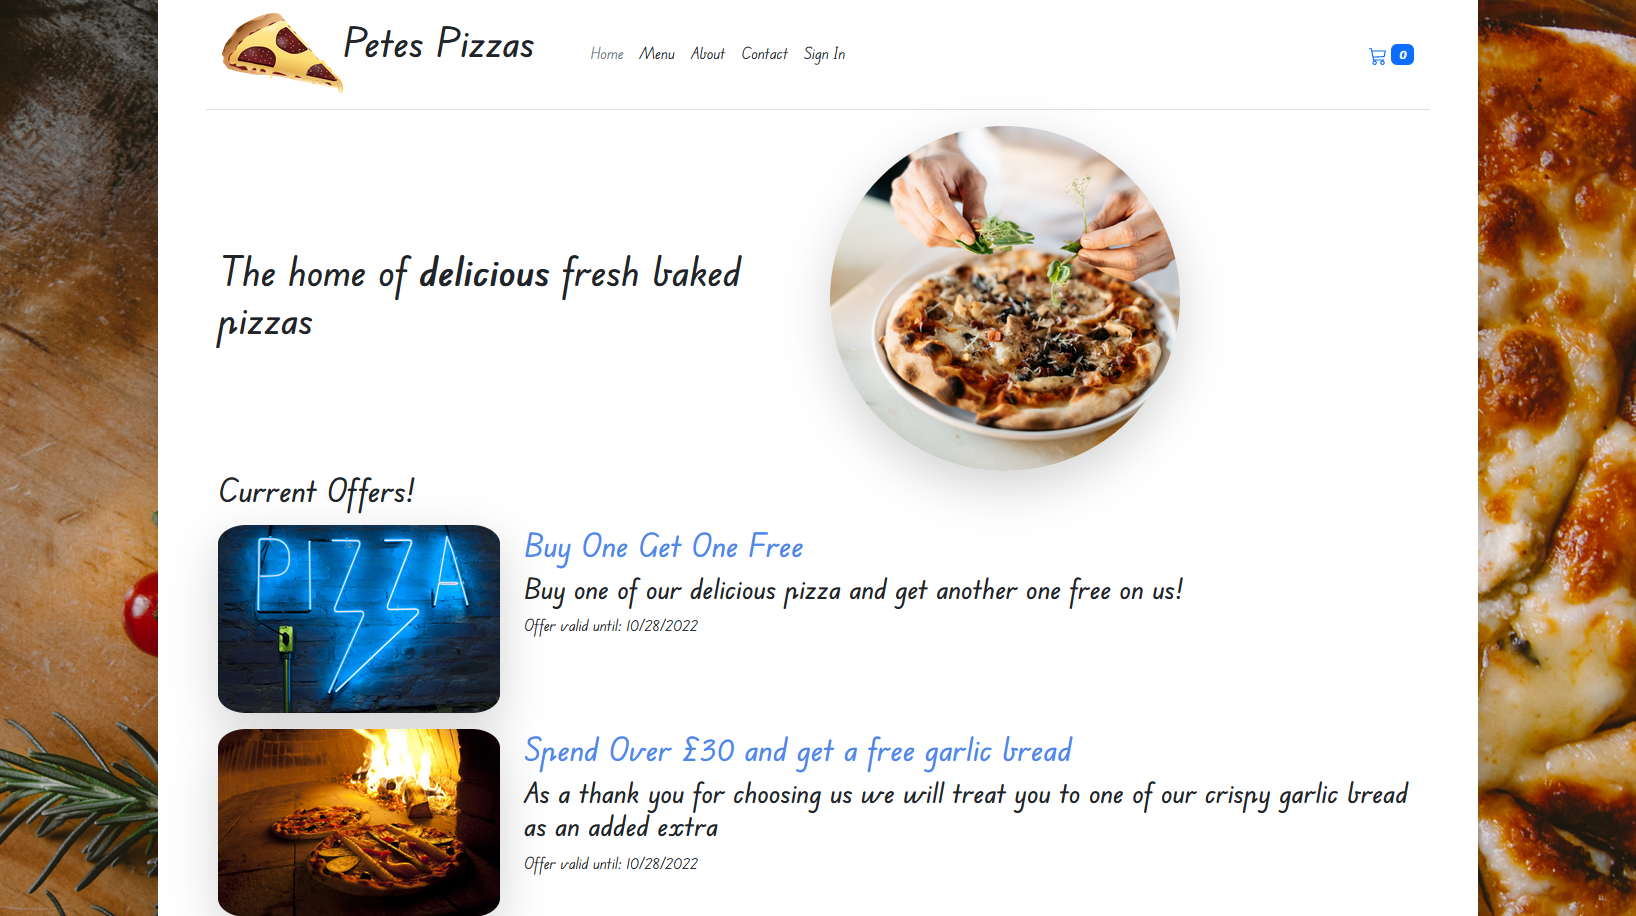 Petes Pizzas
Home Menu About Contact Sign In
0
The home of delicious fresh baked
pizzas
Current Offers!
PIZZA
Buy One Get One Free
Buy one of our delicious pizza and get another one free on us!
Offer valid until: 10/28/2022
Spend Over £30 and get a free garlic bread
As a thank you for choosing us we will treat you to one of our crispy garlic bread
as an added extra
Offer valid until: 10/28/2022